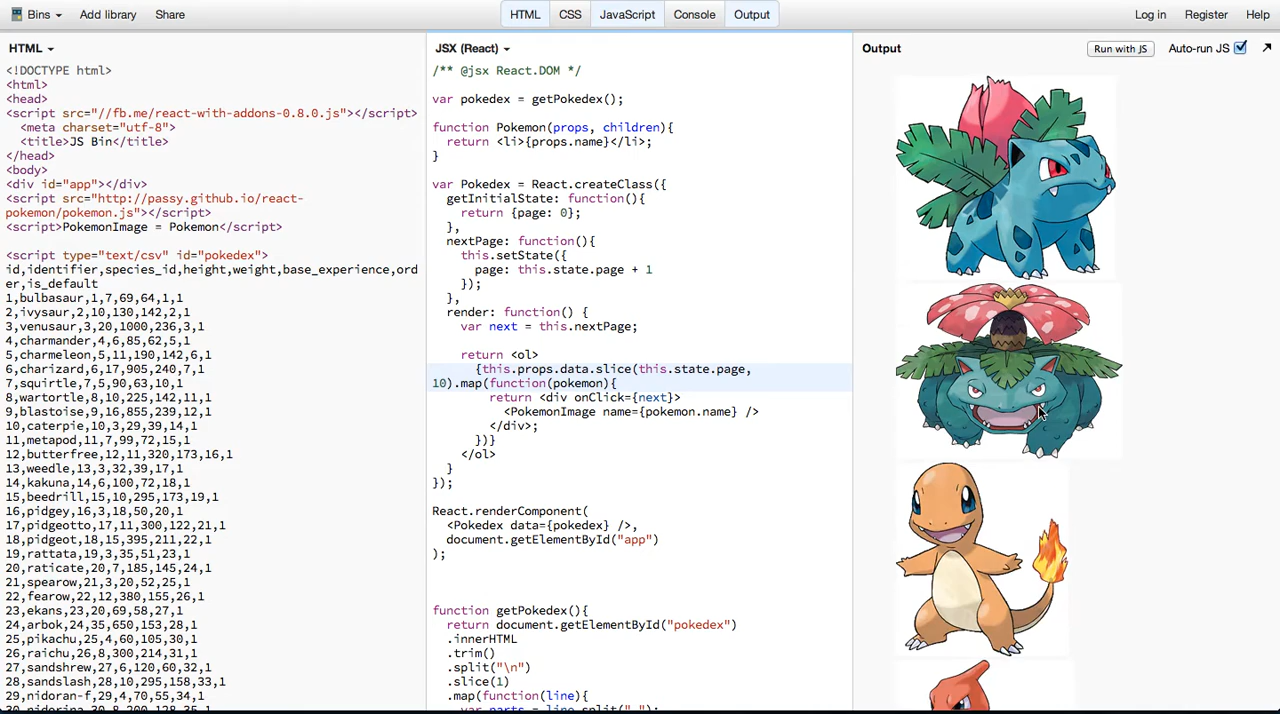 Bins
Add library
Share
HTML
CSS
JavaScript
Console
Output
Log in
Register
Help
HTML
<!DOCTYPE html>
<html>
<head>
<script src="//fb.me/react-with-addons-0.8.0.js"></script>
<meta charset="utf-8">
<title>JS Bin</title>
</head>
<body>
<div id="app"></div>
<script src="http://passy.github.io/react-
pokemon/pokemon.js"></script>
<script>PokemonImage = Pokemon</script>
<script type="text/csv" id="pokedex">
id,identifier,species_id,height,weight,base_experience,ord
er,is_default
1,bulbasaur,1,7,69,64,1,1
2,ivysaur,2,10,130,142,2,1
3,venusaur,3,20,1000,236,3,1
4,charmander,4,6,85,62,5,1
5,charmeleon,5,11,190,142,6,1
6,charizard,6,17,905,240,7,1
7,squirtle,7,5,90,63,10,1
8,wartortle,8,10,225,142,11,1
9,blastoise,9,16,855,239,12,1
10,caterpie,10,3,29,39,14,1
11,metapod,11,7,99,72,15,1
12,butterfree,12,11,320,173,16,1
13,weedle,13,3,32,39,17,1
14,kakuna,14,6,100,72,18,1
15,beedrill,15,10,295,173,19,1
16,pidgey,16,3,18,50,20,1
17,pidgeotto,17,11,300,122,21,1
18,pidgeot,18,15,395,211,22,1
19,rattata,19,3,35,51,23,1
20,raticate,20,7,185,145,24,1
21,spearow,21,3,20,52,25,1
22,fearow,22,12,380,155,26,1
23,ekans,23,20,69,58,27,1
24,arbok,24,35,650,153,28,1
25,pikachu,25,4,60,105,30,1
26,raichu,26,8,300,214,31,1
27,sandshrew,27,6,120,60,32,1
28,sandslash,28,10,295,158,33,1
29,nidoran-f,29,4,70,55,34,1
JSX (React)
/** @jsx React.DOM */
var pokedex = getPokedex();
function Pokemon(props, children){
return <li>{props.name}</li>;
}
var Pokedex = React.createClass({
getInitialState: function(){
return {page: 0};
},
nextPage: function(){
this.setState({
page: this.state.page + 1
});
},
render: function() {
var next = this.nextPage;
return <ol>
{this.props.data.slice(this.state.page,
10).map(function(pokemon){
return <div onClick={next}>
<PokemonImage name={pokemon.name} />
</div>;
})}
</ol>
}
});
React.renderComponent(
<Pokedex data={pokedex} />,
document.getElementById("app")
);
function getPokedex(){
return document.getElementById("pokedex")
.innerHTML
.trim()
.split("\n")
.slice(1)
.map(function(line){
Output
Run with JS
Auto-run JS